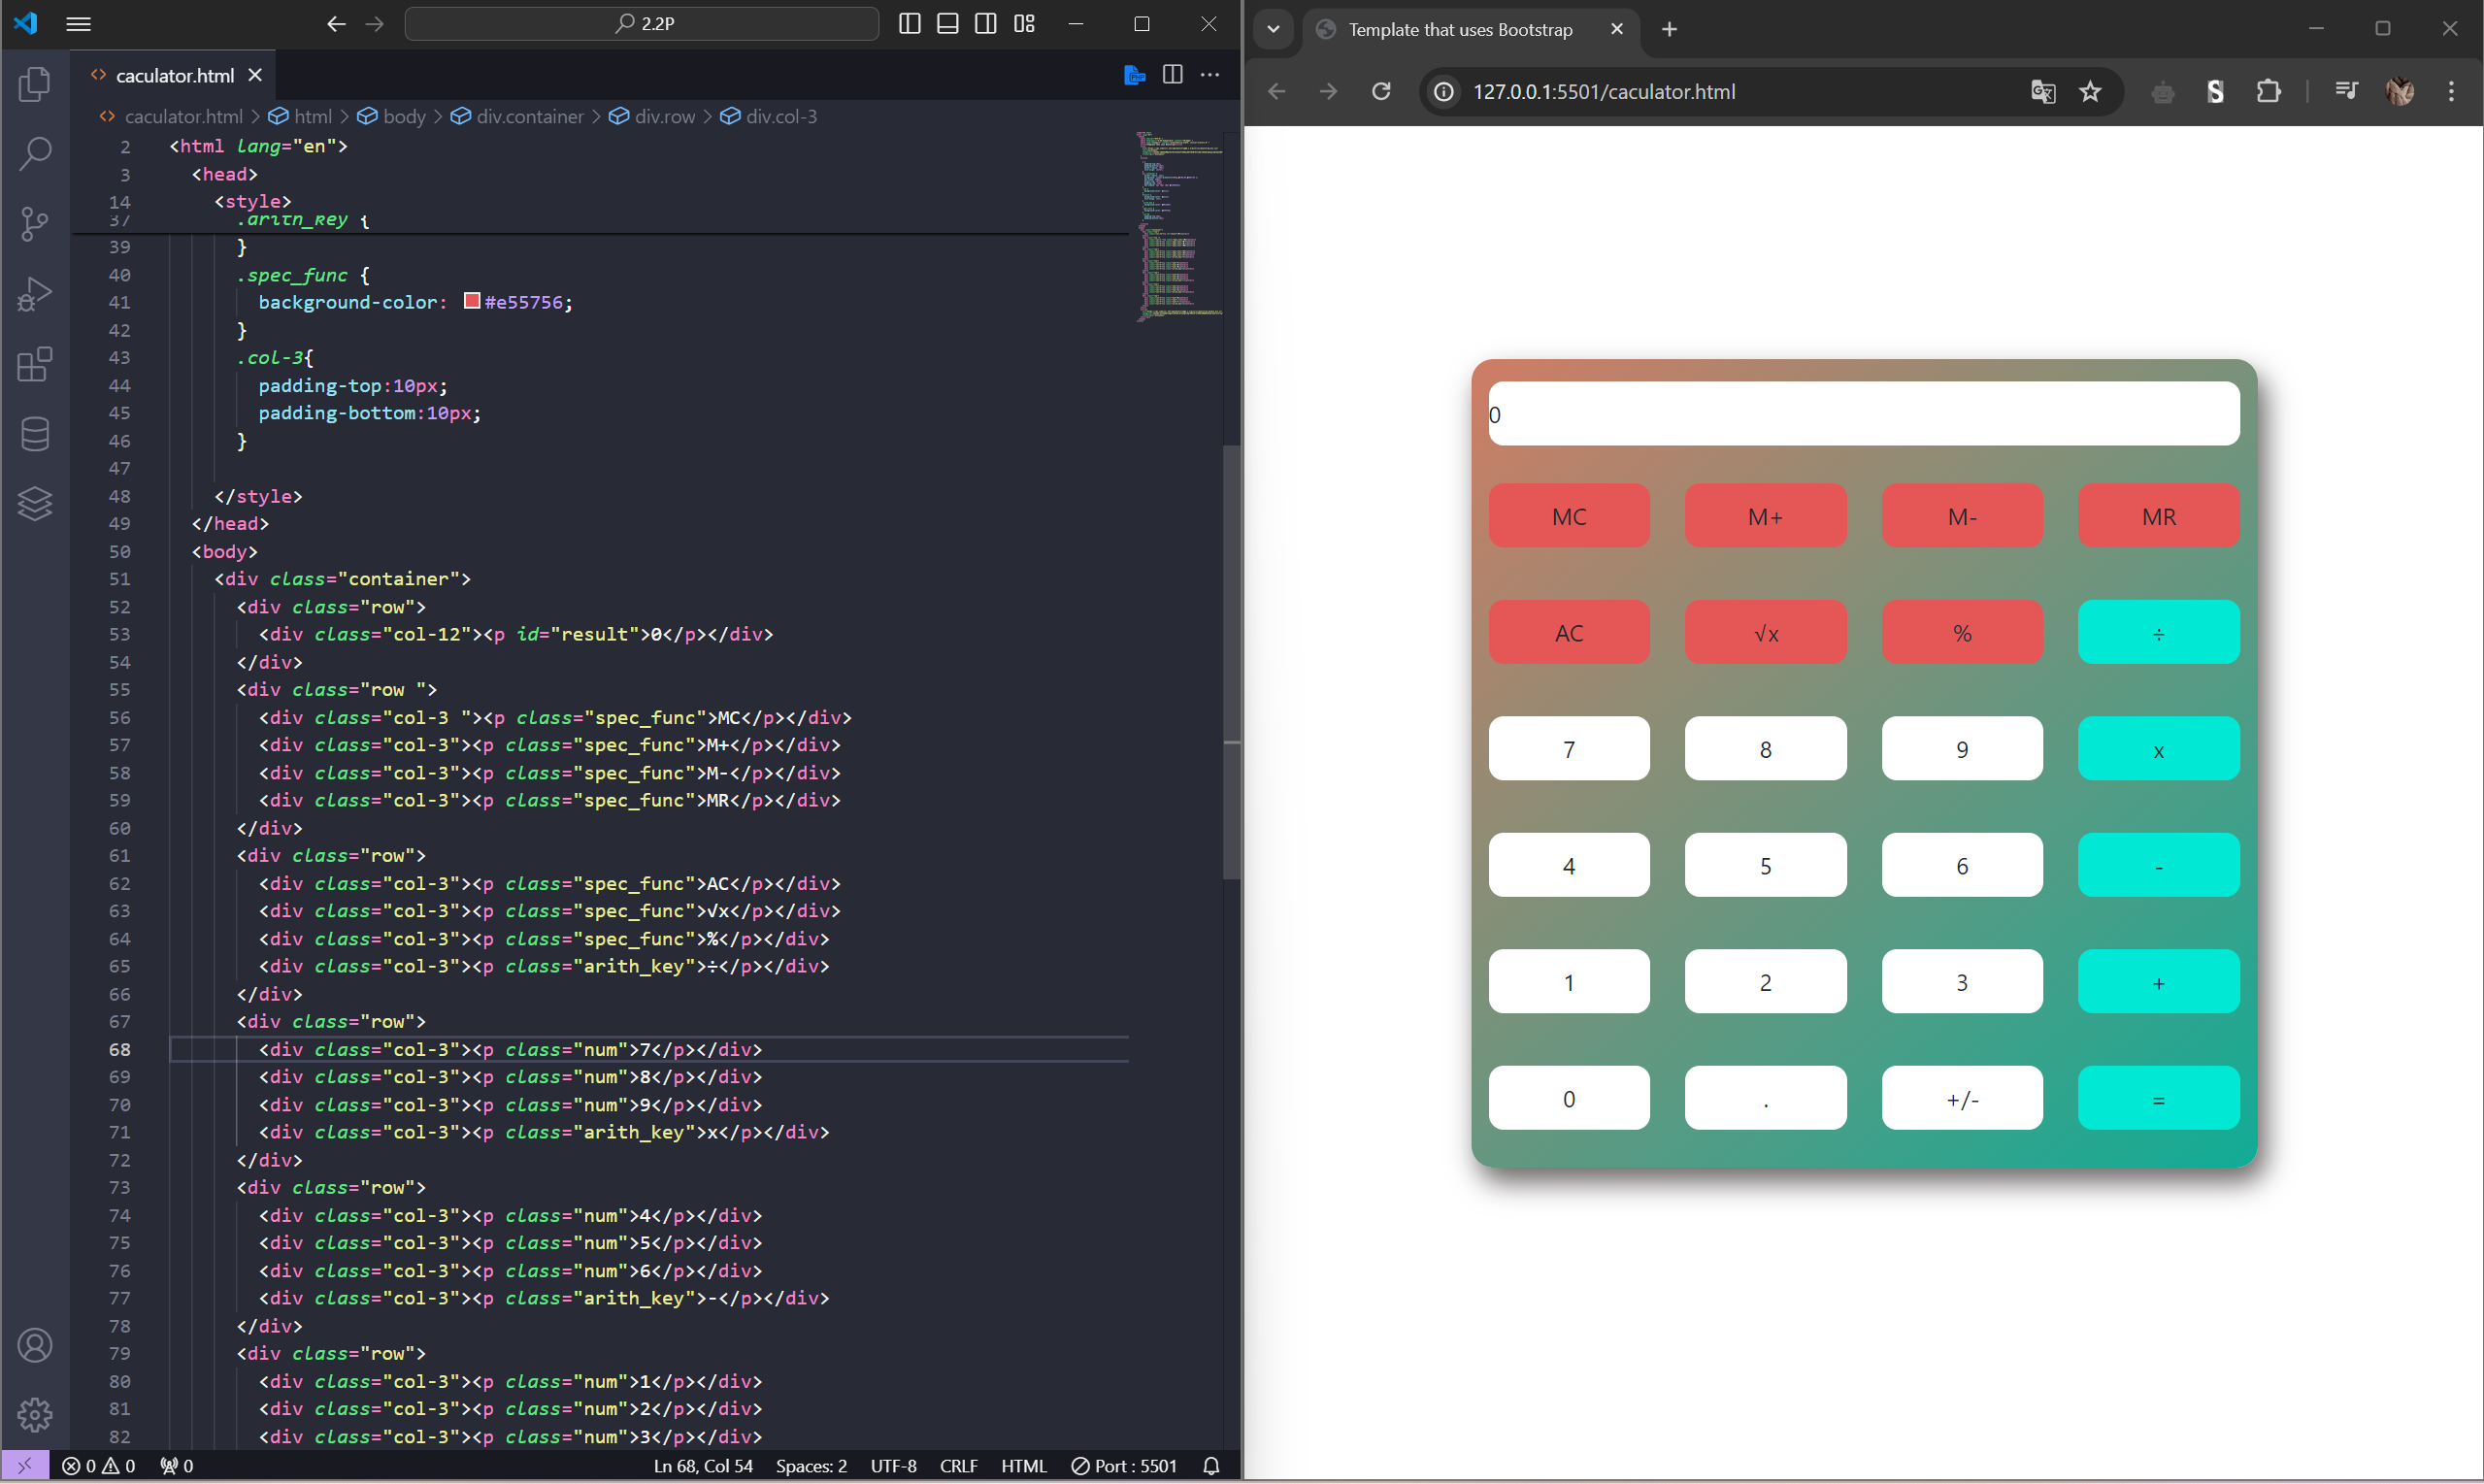 2.2P
caculator.html
caculator.html > html > body > div.container > div.row > div.col-3
2 <html lang="en">
3 <head>
14 <style>
37 .arith_key {
39 }
40 .spec_func {
41 background-color: #e55756;
42 }
43 .col-3{
44 padding-top:10px;
45 padding-bottom:10px;
46 }
47
48 </style>
49 </head>
50 <body>
51 <div class="container">
52 <div class="row">
53 <div class="col-12"><p id="result">0</p></div>
54 </div>
55 <div class="row ">
56 <div class="col-3 "><p class="spec_func">MC</p></div>
57 <div class="col-3"><p class="spec_func">M+</p></div>
58 <div class="col-3"><p class="spec_func">M-</p></div>
59 <div class="col-3"><p class="spec_func">MR</p></div>
60 </div>
61 <div class="row">
62 <div class="col-3"><p class="spec_func">AC</p></div>
63 <div class="col-3"><p class="spec_func">√x</p></div>
64 <div class="col-3"><p class="spec_func">%</p></div>
65 <div class="col-3"><p class="arith_key">÷</p></div>
66 </div>
67 <div class="row">
68 <div class="col-3"><p class="num">7</p></div>
69 <div class="col-3"><p class="num">8</p></div>
70 <div class="col-3"><p class="num">9</p></div>
71 <div class="col-3"><p class="arith_key">x</p></div>
72 </div>
73 <div class="row">
74 <div class="col-3"><p class="num">4</p></div>
75 <div class="col-3"><p class="num">5</p></div>
76 <div class="col-3"><p class="num">6</p></div>
77 <div class="col-3"><p class="arith_key">-</p></div>
78 </div>
79 <div class="row">
80 <div class="col-3"><p class="num">1</p></div>
81 <div class="col-3"><p class="num">2</p></div>
82 <div class="col-3"><p class="num">3</p></div>
0 0 0 Ln 68, Col 54 Spaces: 2 UTF-8 CRLF HTML Port : 5501
Template that uses Bootstrap
127.0.0.1:5501/caculator.html
0
MC M+ M- MR
AC √x % ÷
7 8 9 x
4 5 6 -
1 2 3 +
0 . +/- =